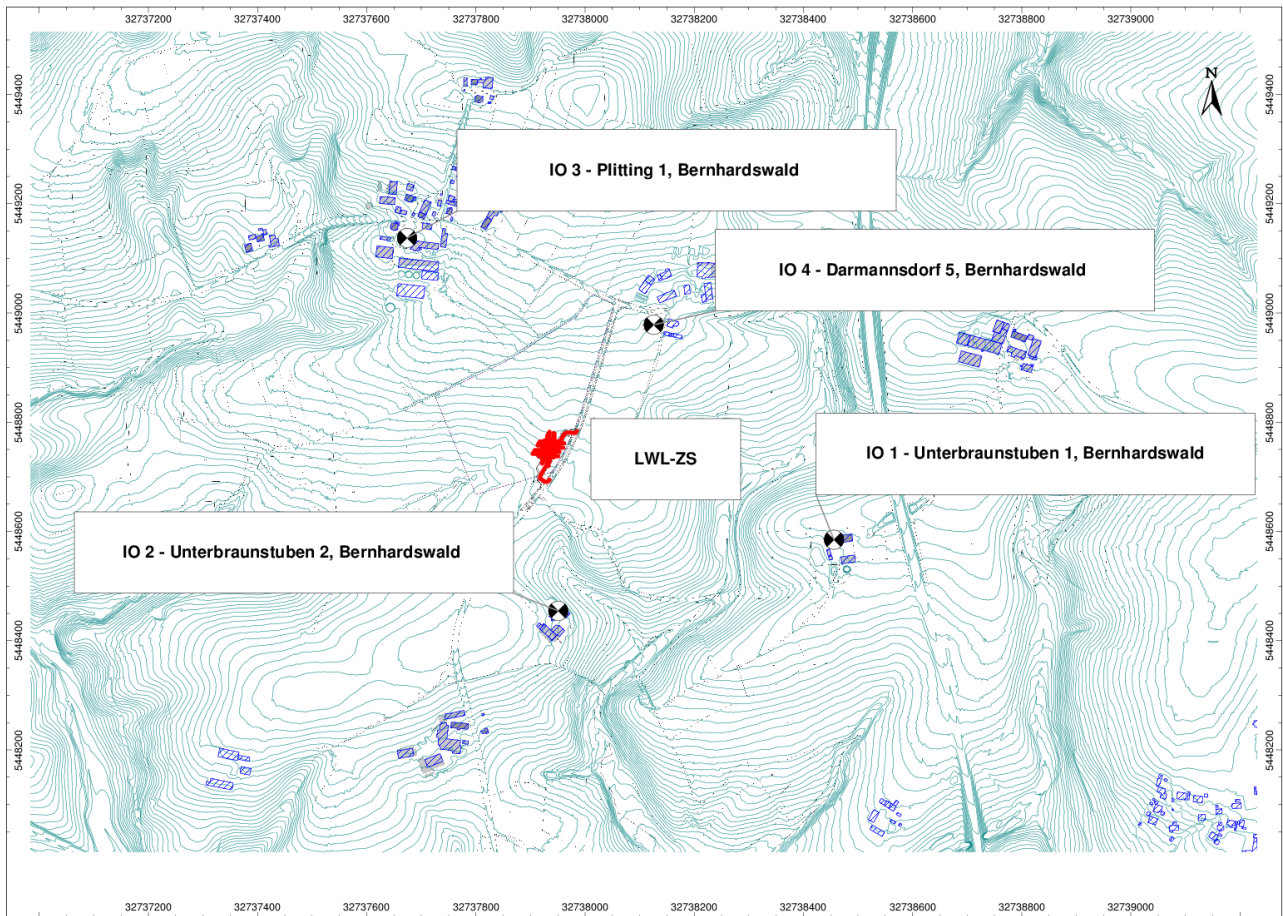 32737200 32737400 32737600 32737800 32738000 32738200 32738400 32738600 32738800 32739000
N
5449400 5449400
IO 3 - Plitting 1, Bernhardswald
5449200 5449200
IO 4 - Darmannsdorf 5, Bernhardswald
5449000 5449000
5448800 5448800
LWL-ZS
IO 1 - Unterbraunstuben 1, Bernhardswald
5448600 5448600
IO 2 - Unterbraunstuben 2, Bernhardswald
5448400 5448400
5448200 5448200
32737200 32737400 32737600 32737800 32738000 32738200 32738400 32738600 32738800 32739000